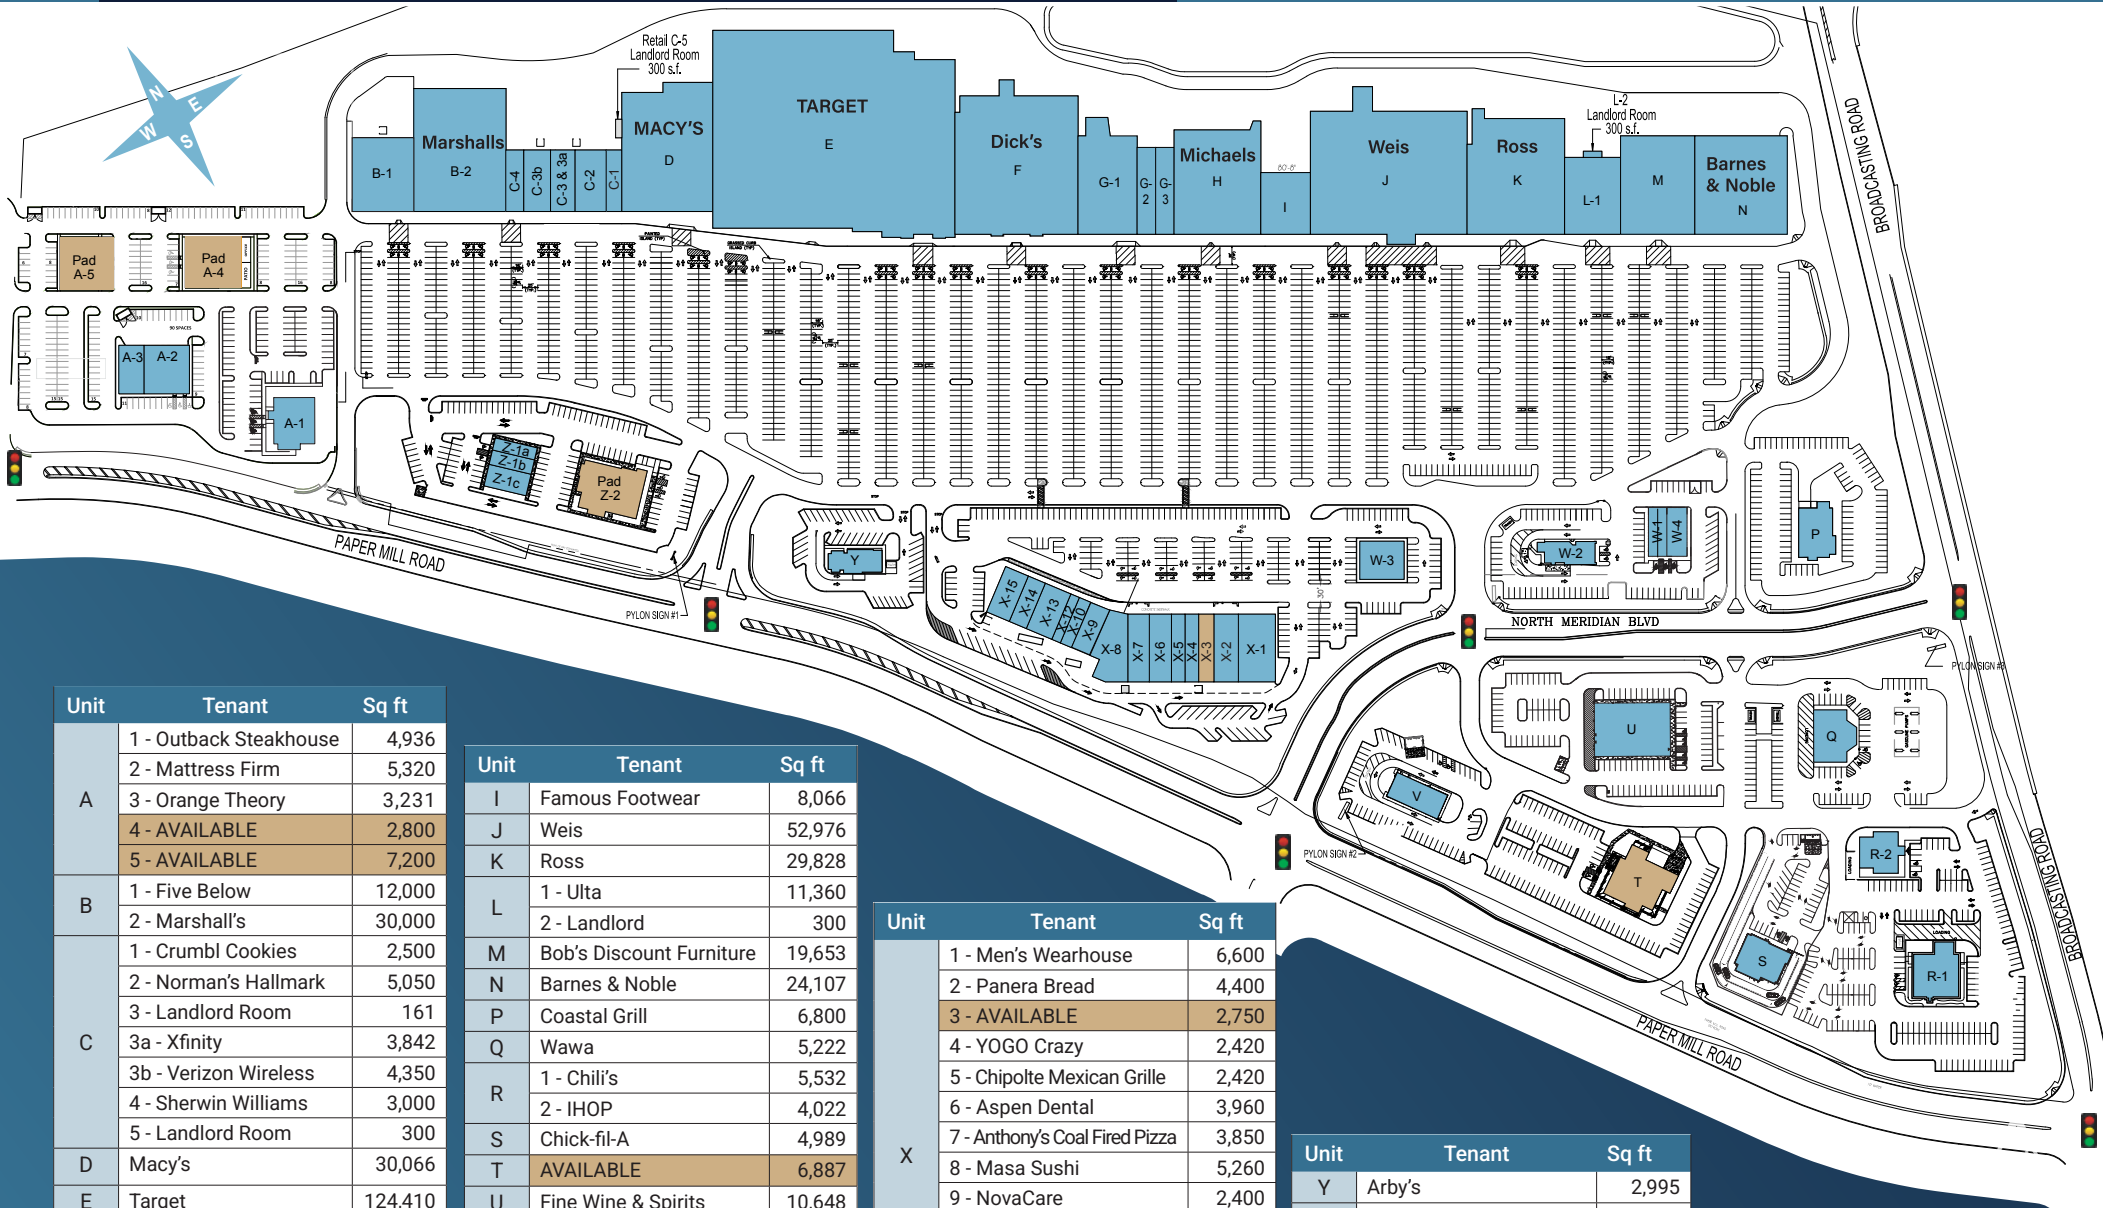 Retail C-5
Landlord Room
300 s.f.
N
E
W
S
Marshalls
B-1
B-2
C-4
C-3b
C-3 & 3a
C-2
C-1
MACY'S
D
TARGET
E
Dick's
F
G-1
G-2
G-3
Michaels
H
60'-8"
I
Weis
J
Ross
K
L-2
Landlord Room
300 s.f.
L-1
M
Barnes
& Noble
N
BROADCASTING ROAD
Pad
A-5
Pad
A-4
PATIO
90 SPACES
A-3
A-2
A-1
Z-1a
Z-1b
Z-1c
Pad
Z-2
PAPER MILL ROAD
PYLON SIGN #1
Y
X-15
X-14
X-13
X-12
X-10
X-9
X-8
X-7
X-6
X-5
X-4
X-3
X-2
X-1
W-3
30'
W-2
W-1
W-4
P
NORTH MERIDIAN BLVD
PYLON SIGN #3
U
Q
V
PYLON SIGN #2
T
S
R-2
LOADING
LOADING
R-1
BROADCASTING ROAD
PAPER MILL ROAD
Unit Tenant Sq ft
A
1 - Outback Steakhouse 4,936
2 - Mattress Firm 5,320
3 - Orange Theory 3,231
4 - AVAILABLE 2,800
5 - AVAILABLE 7,200
B
1 - Five Below 12,000
2 - Marshall's 30,000
C
1 - Crumbl Cookies 2,500
2 - Norman's Hallmark 5,050
3 - Landlord Room 161
3a - Xfinity 3,842
3b - Verizon Wireless 4,350
4 - Sherwin Williams 3,000
5 - Landlord Room 300
D Macy's 30,066
E Target 124,410
Unit Tenant Sq ft
I Famous Footwear 8,066
J Weis 52,976
K Ross 29,828
L
1 - Ulta 11,360
2 - Landlord 300
M Bob's Discount Furniture 19,653
N Barnes & Noble 24,107
P Coastal Grill 6,800
Q Wawa 5,222
R
1 - Chili's 5,532
2 - IHOP 4,022
S Chick-fil-A 4,989
T AVAILABLE 6,887
U Fine Wine & Spirits 10,648
Unit Tenant Sq ft
X
1 - Men's Wearhouse 6,600
2 - Panera Bread 4,400
3 - AVAILABLE 2,750
4 - YOGO Crazy 2,420
5 - Chipolte Mexican Grille 2,420
6 - Aspen Dental 3,960
7 - Anthony's Coal Fired Pizza 3,850
8 - Masa Sushi 5,260
9 - NovaCare 2,400
Unit Tenant Sq ft
Y Arby's 2,995